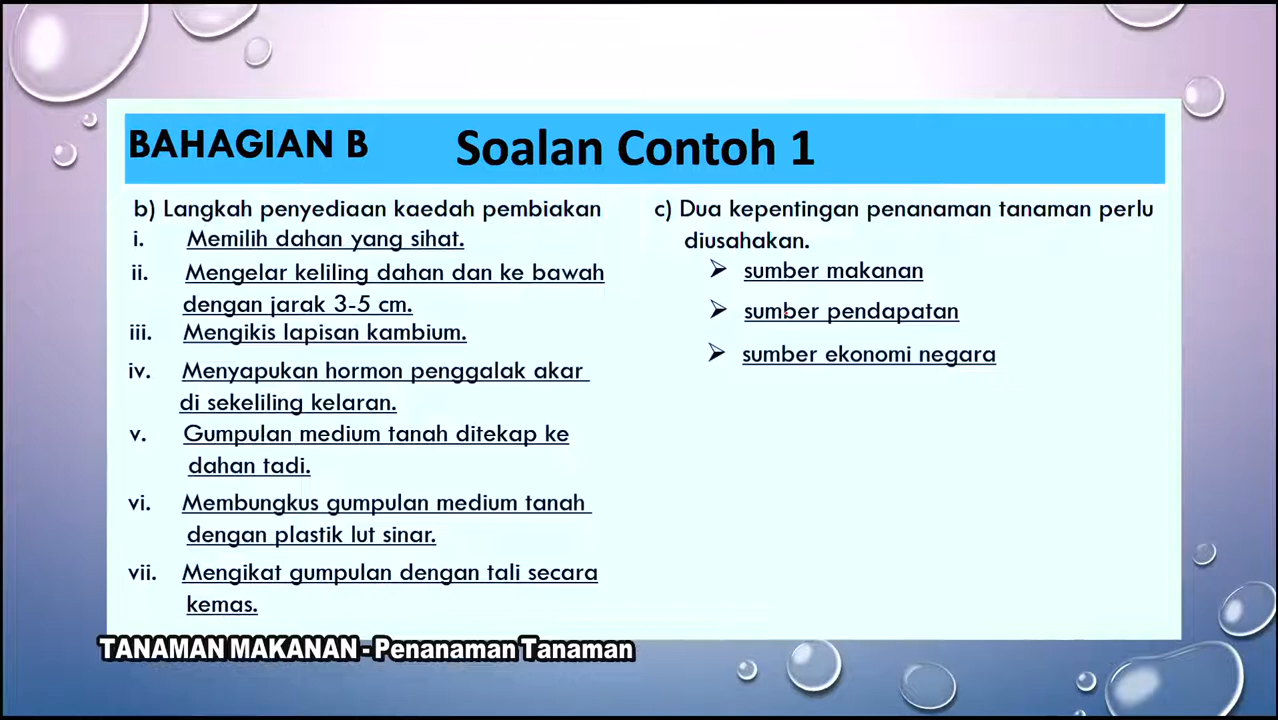 BAHAGIAN B Soalan Contoh 1
b) Langkah penyediaan kaedah pembiakan
i. Memilih dahan yang sihat.
ii. Mengelar keliling dahan dan ke bawah
dengan jarak 3-5 cm.
iii. Mengikis lapisan kambium.
iv. Menyapukan hormon penggalak akar
di sekeliling kelaran.
v. Gumpulan medium tanah ditekap ke
dahan tadi.
vi. Membungkus gumpulan medium tanah
dengan plastik lut sinar.
vii. Mengikat gumpulan dengan tali secara
kemas.
c) Dua kepentingan penanaman tanaman perlu
diusahakan.
➢ sumber makanan
➢ sumber pendapatan
➢ sumber ekonomi negara
TANAMAN MAKANAN - Penanaman Tanaman